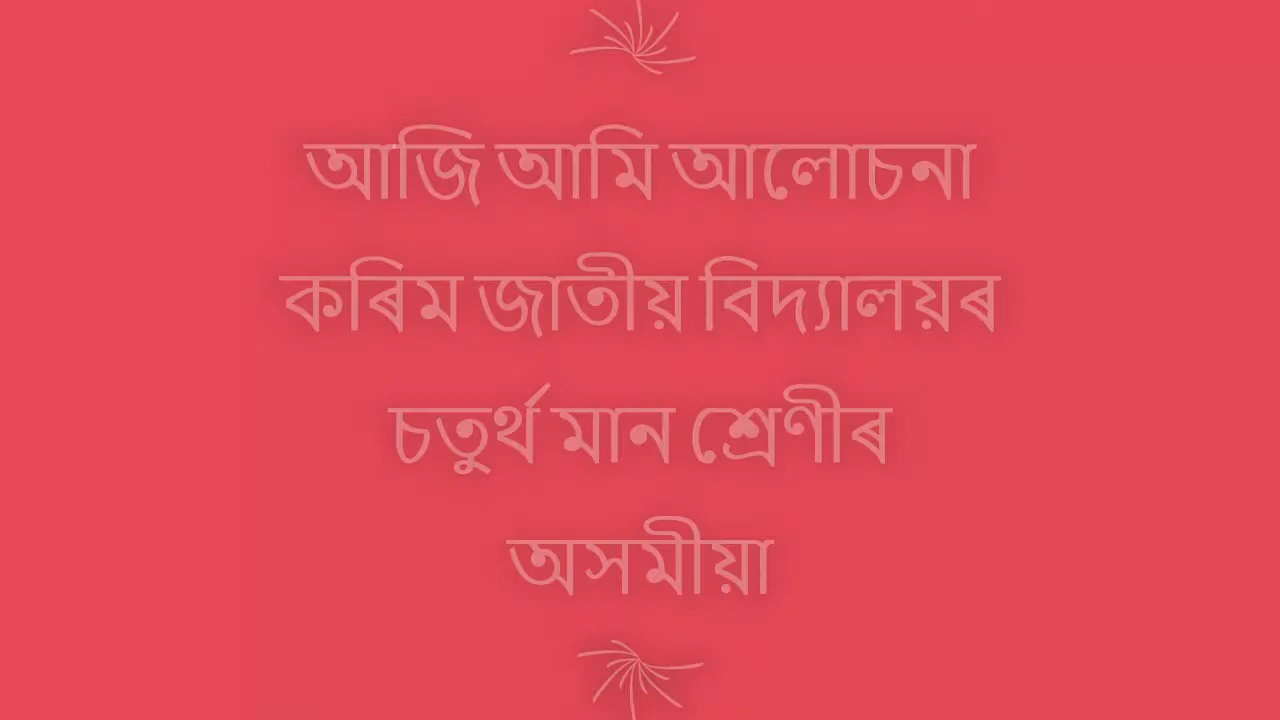 আজি আমি আলোচনা
কৰিম জাতীয় বিদ্যালয়ৰ
চতুৰ্থ মান শ্ৰেণীৰ
অসমীয়া